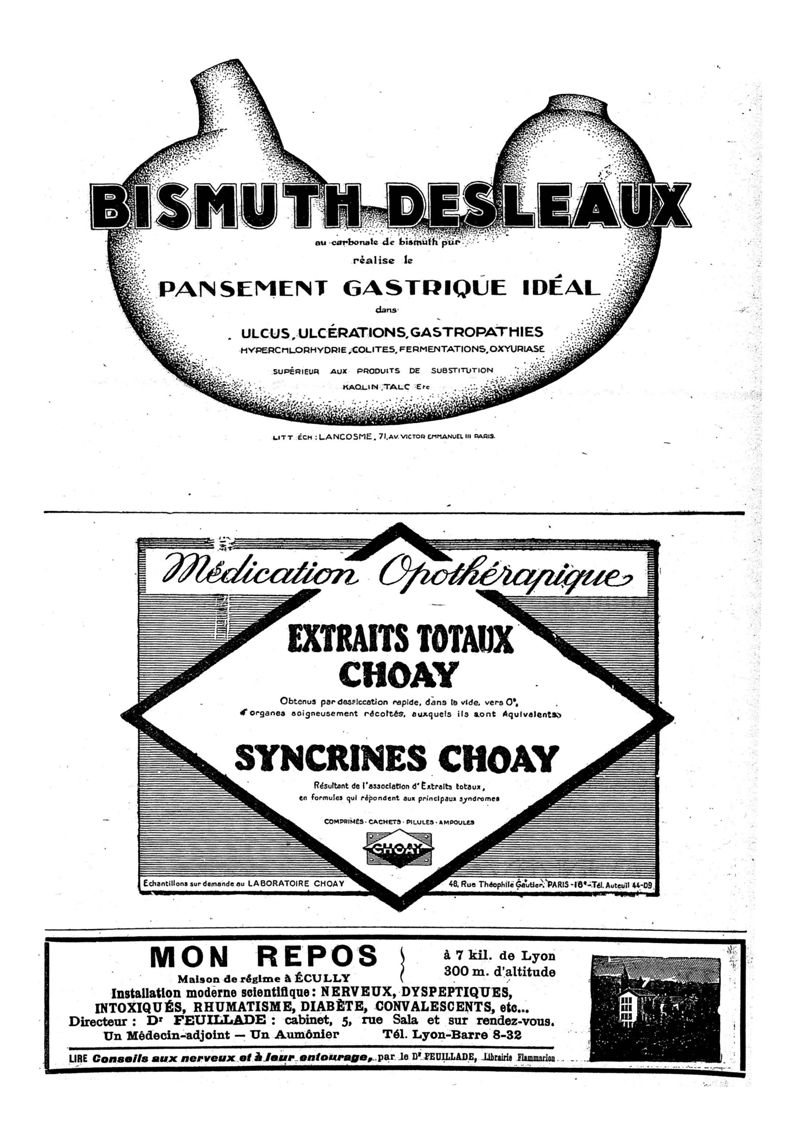 BISMUTH DESLEAUX
au carbonate de bismuth pur
réalise le
PANSEMENT GASTRIQUE IDÉAL
dans
ULCUS, ULCÉRATIONS, GASTROPATHIES
HYPERCHLORHYDRIE, COLITES, FERMENTATIONS, OXYURIASE
SUPÉRIEUR AUX PRODUITS DE SUBSTITUTION
KAOLIN, TALC Etc
LITT ÉCH : LANCOSME, 71, AV. VICTOR EMMANUEL III PARIS.
Médication Opothérapique
EXTRAITS TOTAUX
CHOAY
Obtenus par dessiccation rapide, dans le vide, vers 0°,
d'organes soigneusement récoltés, auxquels ils sont Aquivalents
SYNCRINES CHOAY
Résultant de l'association d'Extraits totaux,
en formules qui répondent aux principaux syndromes
COMPRIMÉS - CACHETS - PILULES - AMPOULES
CHOAY
Echantillons sur demande au LABORATOIRE CHOAY
48, Rue Théophile Gautier, PARIS -16e- Tél. Auteuil 44-09
MON REPOS
Maison de régime à ÉCULLY
à 7 kil. de Lyon
300 m. d'altitude
Installation moderne scientifique : NERVEUX, DYSPEPTIQUES,
INTOXIQUÉS, RHUMATISME, DIABÈTE, CONVALESCENTS, etc...
Directeur : Dr FEUILLADE : cabinet, 5, rue Sala et sur rendez-vous.
Un Médecin-adjoint — Un Aumônier Tél. Lyon-Barre 8-32
LIRE Conseils aux nerveux et à leur entourage, par le Dr FEUILLADE, Librairie Flammarion